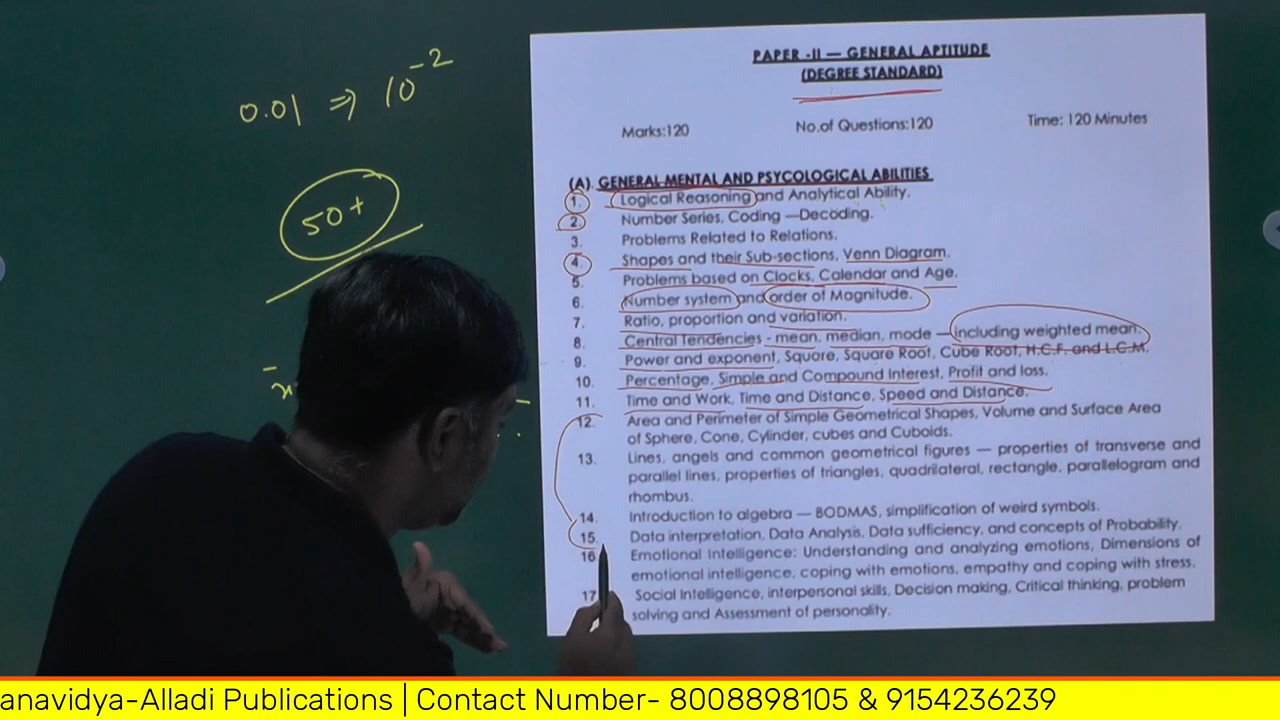 0.01 ⇒ 10⁻²
50+
PAPER -II — GENERAL APTITUDE
(DEGREE STANDARD)
Marks:120 No.of Questions:120 Time: 120 Minutes
(A) GENERAL MENTAL AND PSYCOLOGICAL ABILITIES
1. Logical Reasoning and Analytical Ability.
2. Number Series, Coding —Decoding.
3. Problems Related to Relations.
4. Shapes and their Sub-sections, Venn Diagram.
5. Problems based on Clocks, Calendar and Age.
6. Number system and order of Magnitude.
7. Ratio, proportion and variation.
8. Central Tendencies - mean, median, mode —including weighted mean.
9. Power and exponent, Square, Square Root, Cube Root, H.C.F. and L.C.M.
10. Percentage, Simple and Compound Interest, Profit and loss.
11. Time and Work, Time and Distance, Speed and Distance.
12. Area and Perimeter of Simple Geometrical Shapes, Volume and Surface Area
of Sphere, Cone, Cylinder, cubes and Cuboids.
13. Lines, angels and common geometrical figures — properties of transverse and
parallel lines, properties of triangles, quadrilateral, rectangle, parallelogram and
rhombus.
14. Introduction to algebra — BODMAS, simplification of weird symbols.
15. Data interpretation, Data Analysis, Data sufficiency, and concepts of Probability.
16 Emotional Intelligence: Understanding and analyzing emotions, Dimensions of
emotional intelligence, coping with emotions, empathy and coping with stress.
17 Social Intelligence, interpersonal skills, Decision making, Critical thinking, problem
solving and Assessment of personality.
anavidya-Alladi Publications | Contact Number- 8008898105 & 9154236239